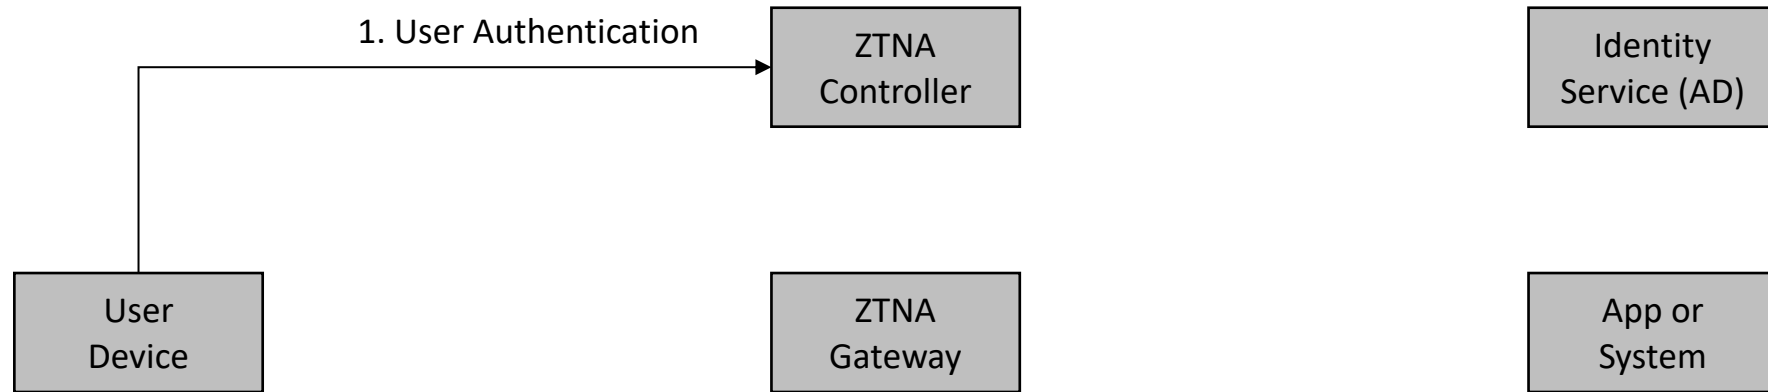 1. User Authentication
ZTNA
Controller
Identity
Service (AD)
User
Device
ZTNA
Gateway
App or
System